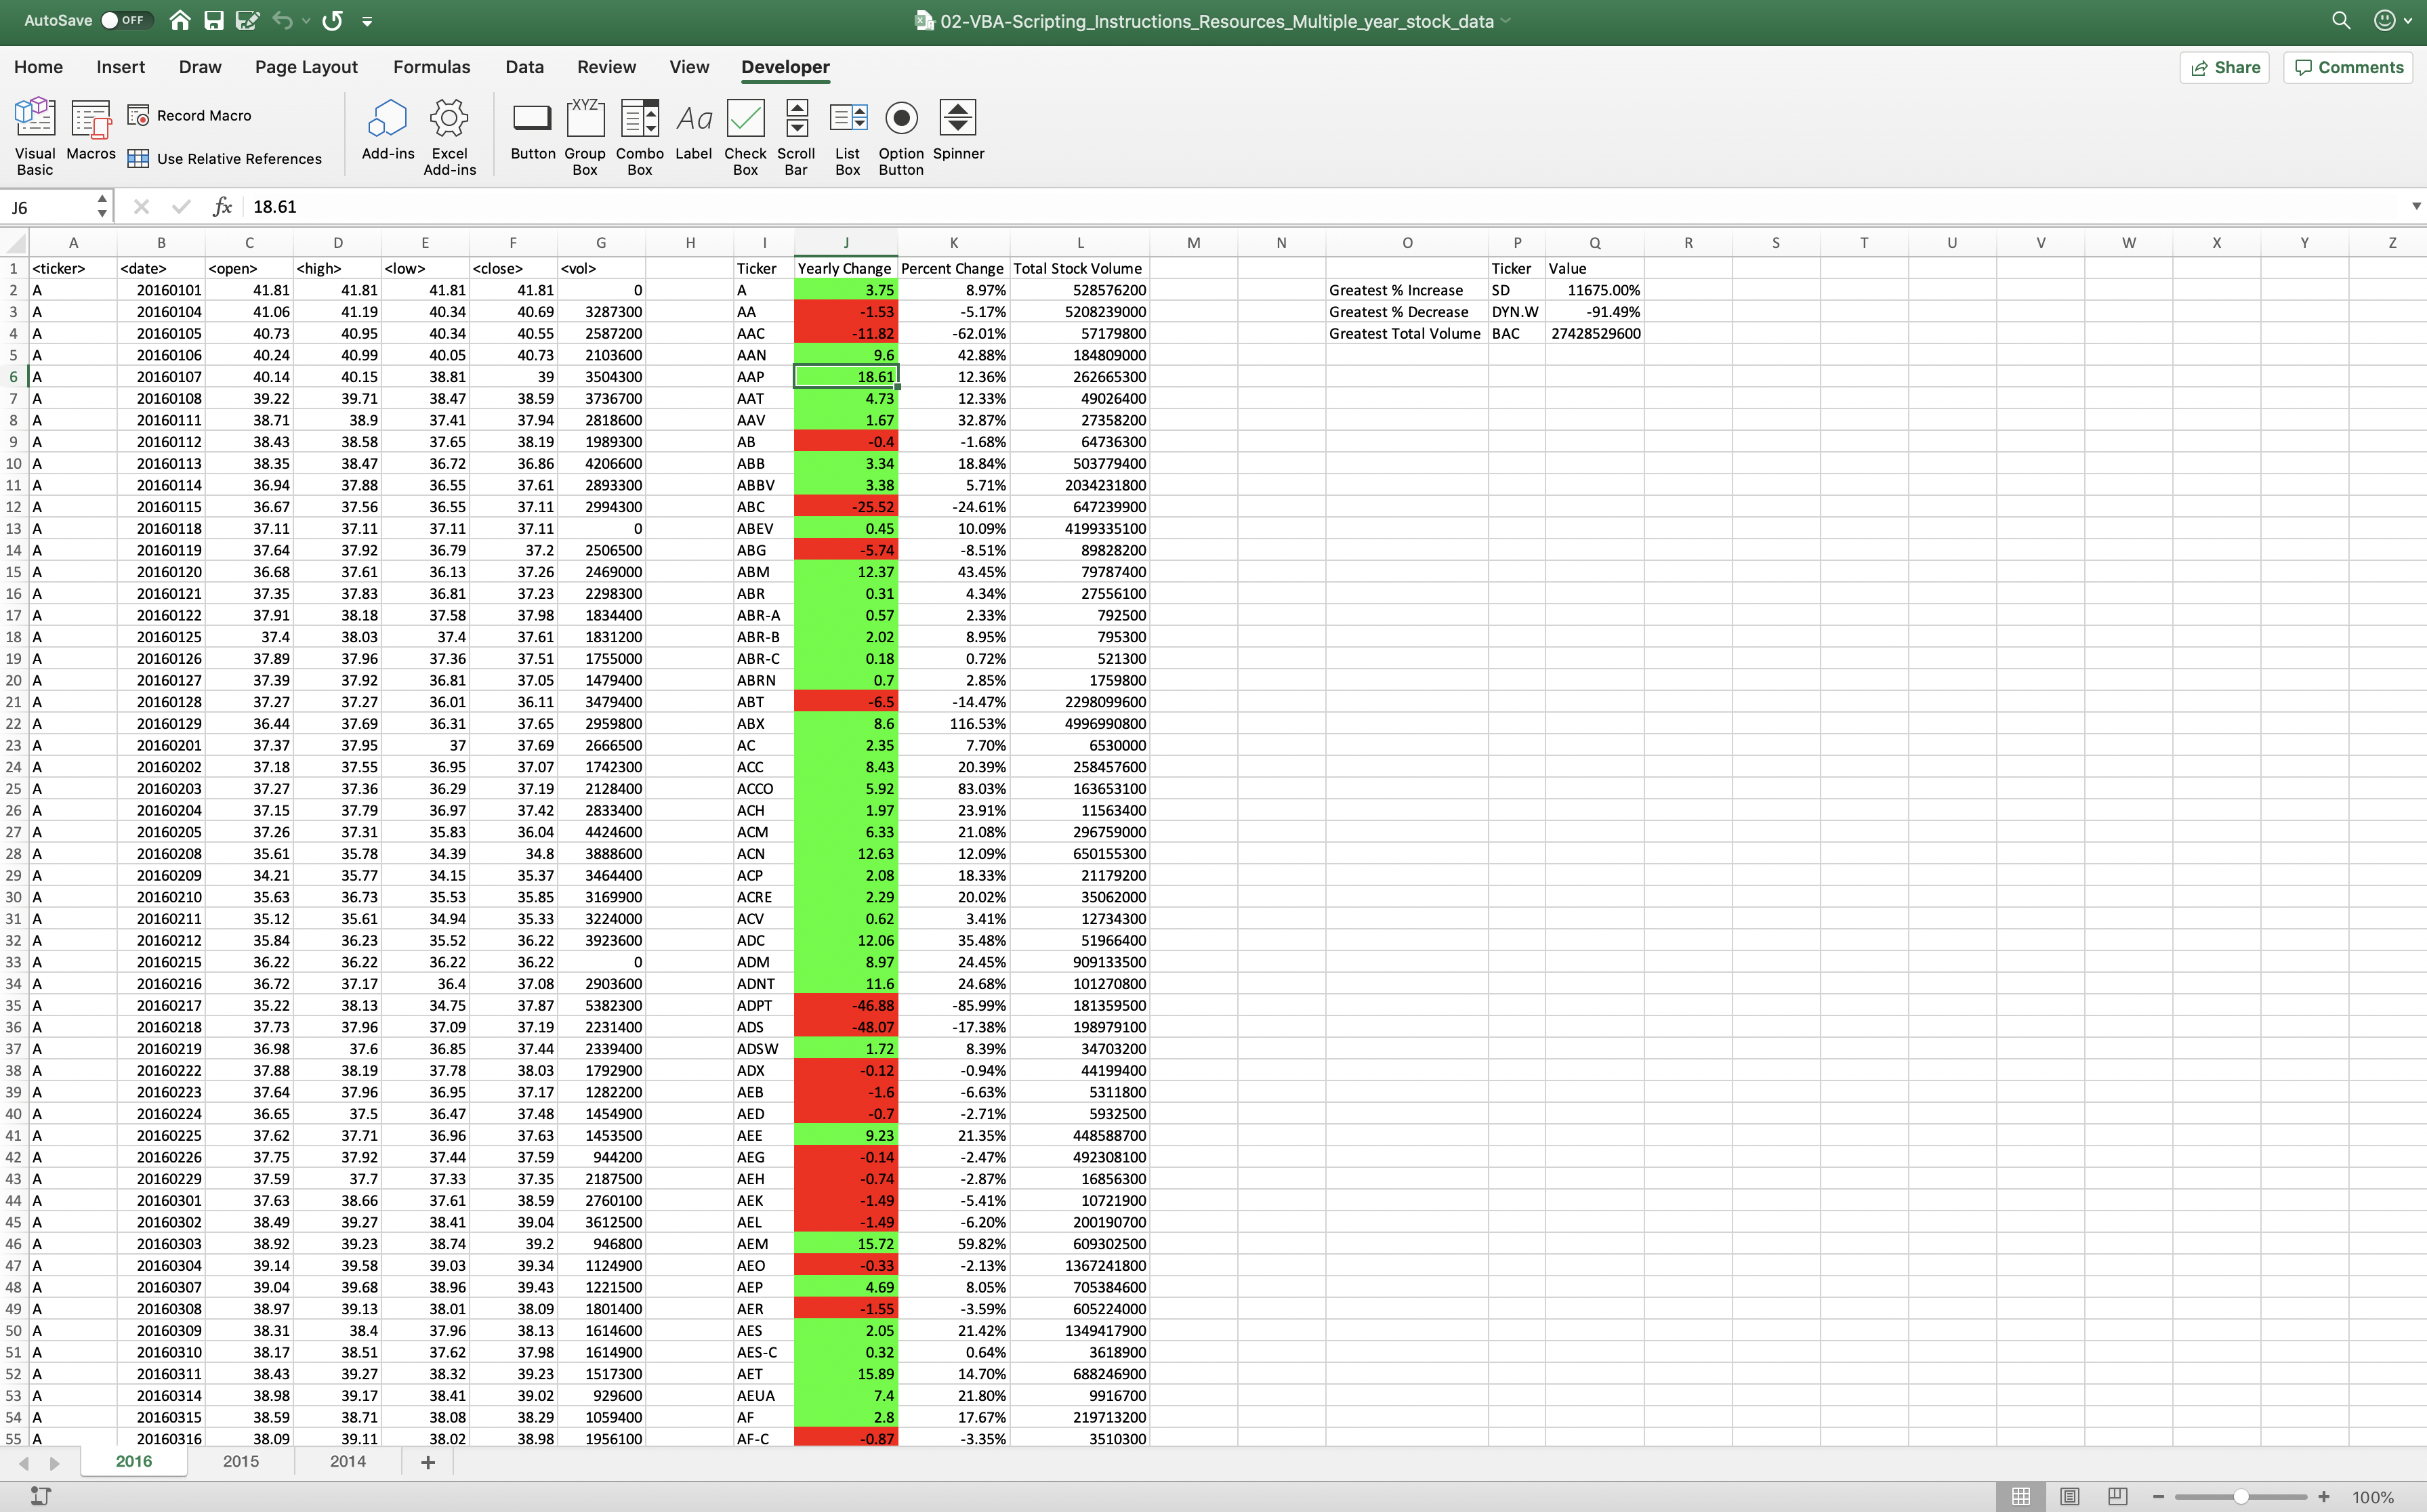 AutoSave OFF 02-VBA-Scripting_Instructions_Resources_Multiple_year_stock_data
Home Insert Draw Page Layout Formulas Data Review View Developer Share Comments
Visual Basic Macros Record Macro Use Relative References Add-ins Excel Add-ins Button Group Box Combo Box Label Check Box Scroll Bar List Box Option Button Spinner
J6 fx 18.61
A B C D E F G H I J K L M N O P Q R S T U V W X Y Z
1 <ticker> <date> <open> <high> <low> <close> <vol> Ticker Yearly Change Percent Change Total Stock Volume Ticker Value
2 A 20160101 41.81 41.81 41.81 41.81 0 A 3.75 8.97% 528576200 Greatest % Increase SD 11675.00%
3 A 20160104 41.06 41.19 40.34 40.69 3287300 AA -1.53 -5.17% 5208239000 Greatest % Decrease DYN.W -91.49%
4 A 20160105 40.73 40.95 40.34 40.55 2587200 AAC -11.82 -62.01% 57179800 Greatest Total Volume BAC 27428529600
5 A 20160106 40.24 40.99 40.05 40.73 2103600 AAN 9.6 42.88% 184809000
6 A 20160107 40.14 40.15 38.81 39 3504300 AAP 18.61 12.36% 262665300
7 A 20160108 39.22 39.71 38.47 38.59 3736700 AAT 4.73 12.33% 49026400
8 A 20160111 38.71 38.9 37.41 37.94 2818600 AAV 1.67 32.87% 27358200
9 A 20160112 38.43 38.58 37.65 38.19 1989300 AB -0.4 -1.68% 64736300
10 A 20160113 38.35 38.47 36.72 36.86 4206600 ABB 3.34 18.84% 503779400
11 A 20160114 36.94 37.88 36.55 37.61 2893300 ABBV 3.38 5.71% 2034231800
12 A 20160115 36.67 37.56 36.55 37.11 2994300 ABC -25.52 -24.61% 647239900
13 A 20160118 37.11 37.11 37.11 37.11 0 ABEV 0.45 10.09% 4199335100
14 A 20160119 37.64 37.92 36.79 37.2 2506500 ABG -5.74 -8.51% 89828200
15 A 20160120 36.68 37.61 36.13 37.26 2469000 ABM 12.37 43.45% 79787400
16 A 20160121 37.35 37.83 36.81 37.23 2298300 ABR 0.31 4.34% 27556100
17 A 20160122 37.91 38.18 37.58 37.98 1834400 ABR-A 0.57 2.33% 792500
18 A 20160125 37.4 38.03 37.4 37.61 1831200 ABR-B 2.02 8.95% 795300
19 A 20160126 37.89 37.96 37.36 37.51 1755000 ABR-C 0.18 0.72% 521300
20 A 20160127 37.39 37.92 36.81 37.05 1479400 ABRN 0.7 2.85% 1759800
21 A 20160128 37.27 37.27 36.01 36.11 3479400 ABT -6.5 -14.47% 2298099600
22 A 20160129 36.44 37.69 36.31 37.65 2959800 ABX 8.6 116.53% 4996990800
23 A 20160201 37.37 37.95 37 37.69 2666500 AC 2.35 7.70% 6530000
24 A 20160202 37.18 37.55 36.95 37.07 1742300 ACC 8.43 20.39% 258457600
25 A 20160203 37.27 37.36 36.29 37.19 2128400 ACCO 5.92 83.03% 163653100
26 A 20160204 37.15 37.79 36.97 37.42 2833400 ACH 1.97 23.91% 11563400
27 A 20160205 37.26 37.31 35.83 36.04 4424600 ACM 6.33 21.08% 296759000
28 A 20160208 35.61 35.78 34.39 34.8 3888600 ACN 12.63 12.09% 650155300
29 A 20160209 34.21 35.77 34.15 35.37 3464400 ACP 2.08 18.33% 21179200
30 A 20160210 35.63 36.73 35.53 35.85 3169900 ACRE 2.29 20.02% 35062000
31 A 20160211 35.12 35.61 34.94 35.33 3224000 ACV 0.62 3.41% 12734300
32 A 20160212 35.84 36.23 35.52 36.22 3923600 ADC 12.06 35.48% 51966400
33 A 20160215 36.22 36.22 36.22 36.22 0 ADM 8.97 24.45% 909133500
34 A 20160216 36.72 37.17 36.4 37.08 2903600 ADNT 11.6 24.68% 101270800
35 A 20160217 35.22 38.13 34.75 37.87 5382300 ADPT -46.88 -85.99% 181359500
36 A 20160218 37.73 37.96 37.09 37.19 2231400 ADS -48.07 -17.38% 198979100
37 A 20160219 36.98 37.6 36.85 37.44 2339400 ADSW 1.72 8.39% 34703200
38 A 20160222 37.88 38.19 37.78 38.03 1792900 ADX -0.12 -0.94% 44199400
39 A 20160223 37.64 37.96 36.95 37.17 1282200 AEB -1.6 -6.63% 5311800
40 A 20160224 36.65 37.5 36.47 37.48 1454900 AED -0.7 -2.71% 5932500
41 A 20160225 37.62 37.71 36.96 37.63 1453500 AEE 9.23 21.35% 448588700
42 A 20160226 37.75 37.92 37.44 37.59 944200 AEG -0.14 -2.47% 492308100
43 A 20160229 37.59 37.7 37.33 37.35 2187500 AEH -0.74 -2.87% 16856300
44 A 20160301 37.63 38.66 37.61 38.59 2760100 AEK -1.49 -5.41% 10721900
45 A 20160302 38.49 39.27 38.41 39.04 3612500 AEL -1.49 -6.20% 200190700
46 A 20160303 38.92 39.23 38.74 39.2 946800 AEM 15.72 59.82% 609302500
47 A 20160304 39.14 39.58 39.03 39.34 1124900 AEO -0.33 -2.13% 1367241800
48 A 20160307 39.04 39.68 38.96 39.43 1221500 AEP 4.69 8.05% 705384600
49 A 20160308 38.97 39.13 38.01 38.09 1801400 AER -1.55 -3.59% 605224000
50 A 20160309 38.31 38.4 37.96 38.13 1614600 AES 2.05 21.42% 1349417900
51 A 20160310 38.17 38.51 37.62 37.98 1614900 AES-C 0.32 0.64% 3618900
52 A 20160311 38.43 39.27 38.32 39.23 1517300 AET 15.89 14.70% 688246900
53 A 20160314 38.98 39.17 38.41 39.02 929600 AEUA 7.4 21.80% 9916700
54 A 20160315 38.59 38.71 38.08 38.29 1059400 AF 2.8 17.67% 219713200
55 A 20160316 38.09 39.11 38.02 38.98 1956100 AF-C -0.87 -3.35% 3510300
2016 2015 2014 +
100%